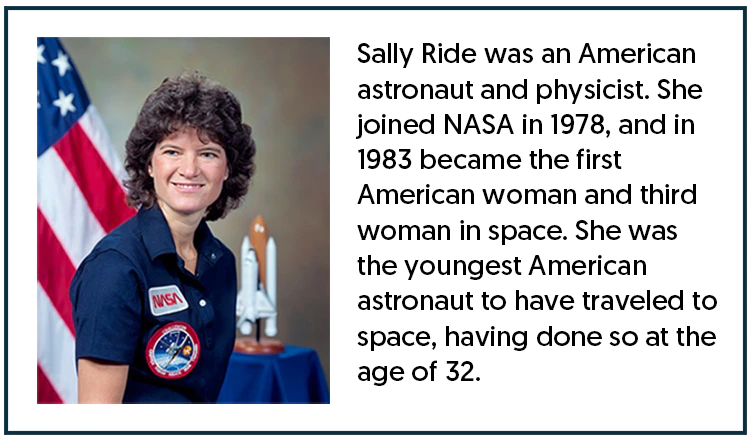 NASA
Sally Ride was an American
astronaut and physicist. She
joined NASA in 1978, and in
1983 became the first
American woman and third
woman in space. She was
the youngest American
astronaut to have traveled to
space, having done so at the
age of 32.